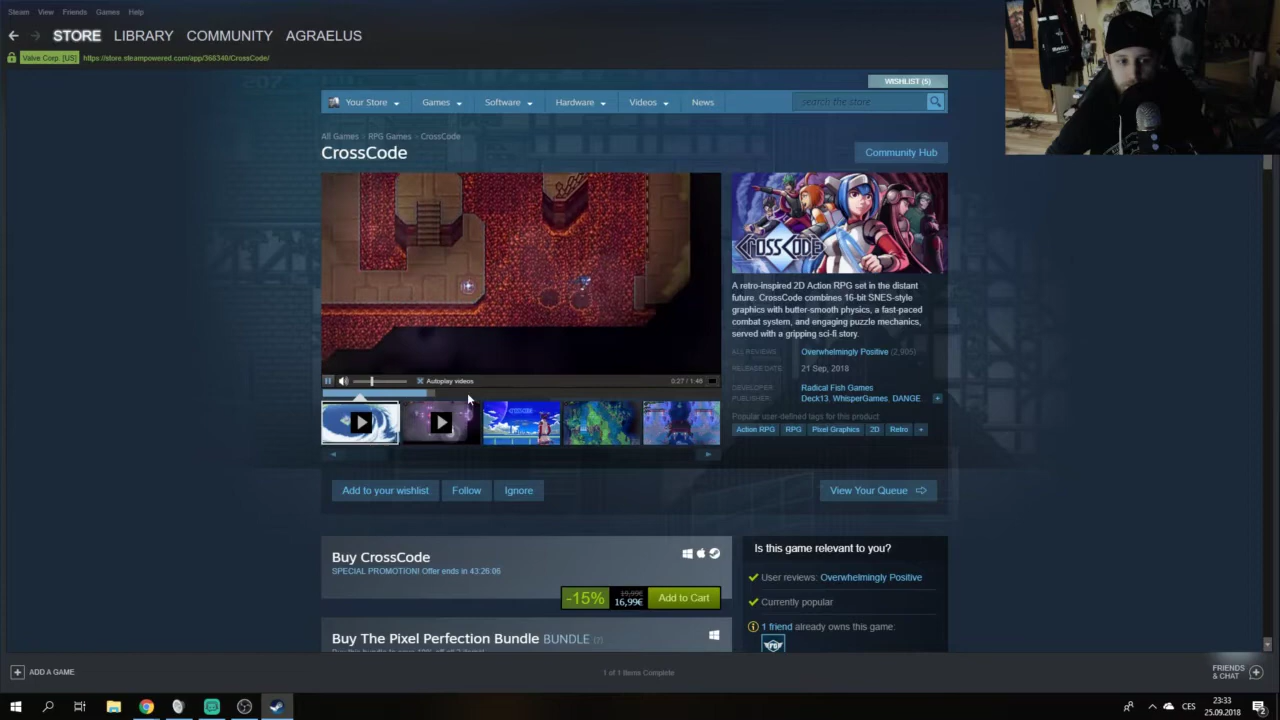 Steam View Friends Games Help
STORE LIBRARY COMMUNITY AGRAELUS
Valve Corp. [US] https://store.steampowered.com/app/368340/CrossCode/
WISHLIST (5)
Your Store Games Software Hardware Videos News search the store
All Games > RPG Games > CrossCode
CrossCode
Community Hub
CROSSCODE
A retro-inspired 2D Action RPG set in the distant
future. CrossCode combines 16-bit SNES-style
graphics with butter-smooth physics, a fast-paced
combat system, and engaging puzzle mechanics,
served with a gripping sci-fi story.
ALL REVIEWS: Overwhelmingly Positive (2,905)
RELEASE DATE: 21 Sep, 2018
DEVELOPER: Radical Fish Games
PUBLISHER: Deck13, WhisperGames, DANGE +
Popular user-defined tags for this product
Action RPG RPG Pixel Graphics 2D Retro +
Autoplay videos 0:27 / 1:46
Add to your wishlist Follow Ignore View Your Queue
Buy CrossCode
SPECIAL PROMOTION! Offer ends in 43:26:06
-15% 19,99€ 16,99€ Add to Cart
Buy The Pixel Perfection Bundle BUNDLE (?)
Is this game relevant to you?
User reviews: Overwhelmingly Positive
Currently popular
1 friend already owns this game:
ADD A GAME
1 of 1 Items Complete
FRIENDS
& CHAT
CES
23:33
25.09.2018
2